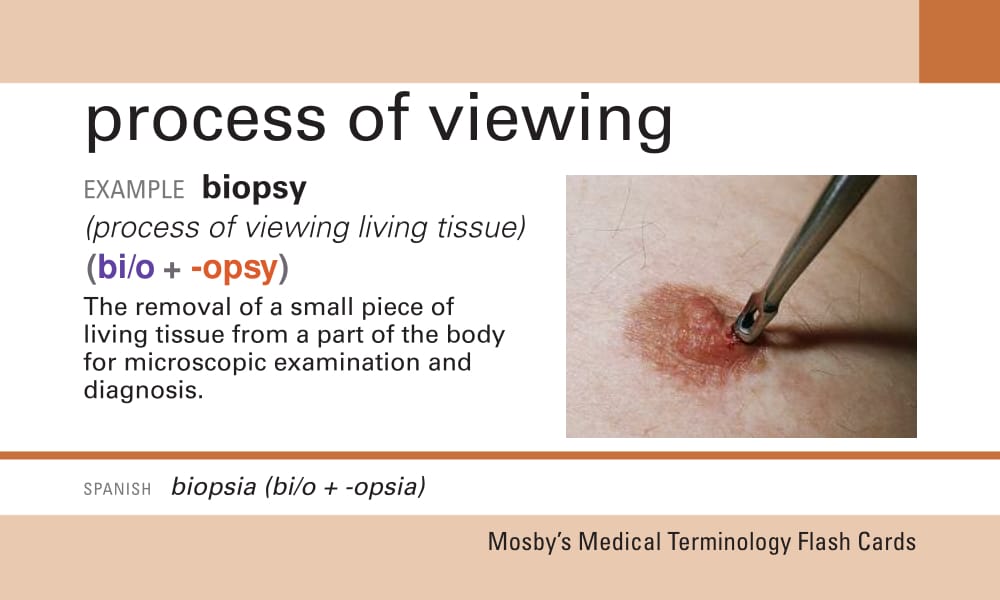 process of viewing
EXAMPLE biopsy
(process of viewing living tissue)
(bi/o + -opsy)
The removal of a small piece of
living tissue from a part of the body
for microscopic examination and
diagnosis.
SPANISH biopsia (bi/o + -opsia)
Mosby's Medical Terminology Flash Cards